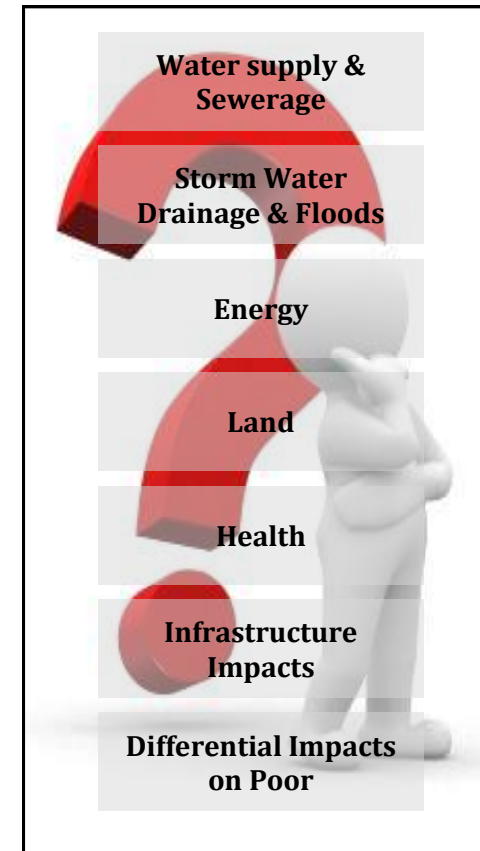 Water supply &
Sewerage
Storm Water
Drainage & Floods
Energy
Land
Health
Infrastructure
Impacts
Differential Impacts
on Poor